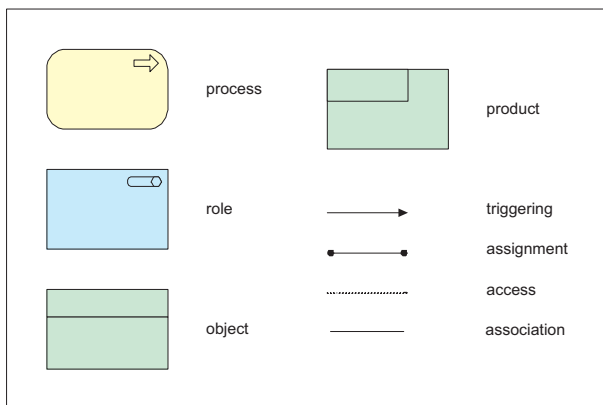 process
role
object
product
triggering
assignment
access
association